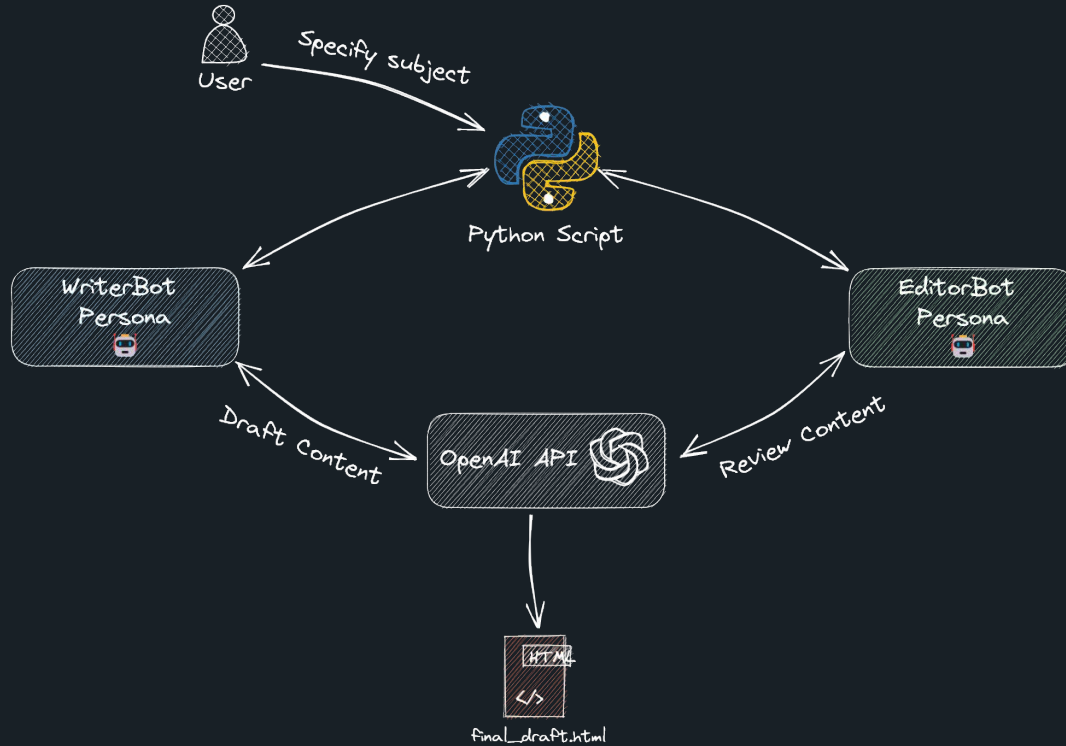 Specify subject
User
Python Script
WriterBot
Persona
EditorBot
Persona
Draft Content
OpenAI API
Review Content
HTML
</>
final_draft.html